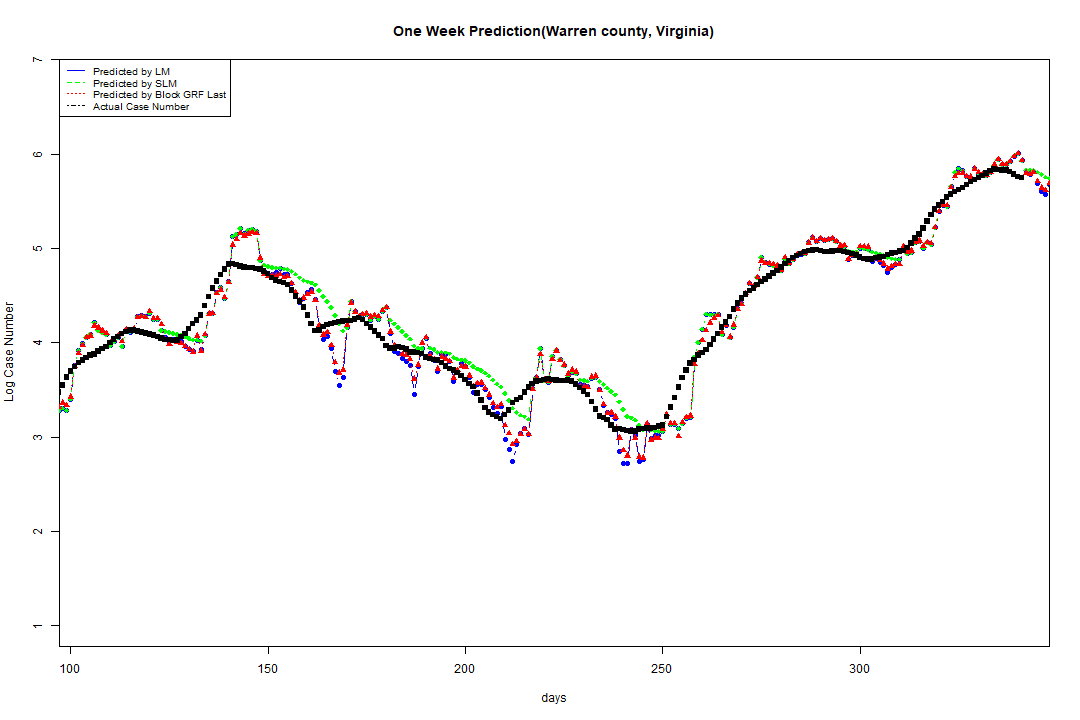 One Week Prediction(Warren county, Virginia)
7
Predicted by LM
Predicted by SLM
Predicted by Block GRF Last
Actual Case Number
6
5
4
3
2
1
Log Case Number
100 150 200 250 300
days